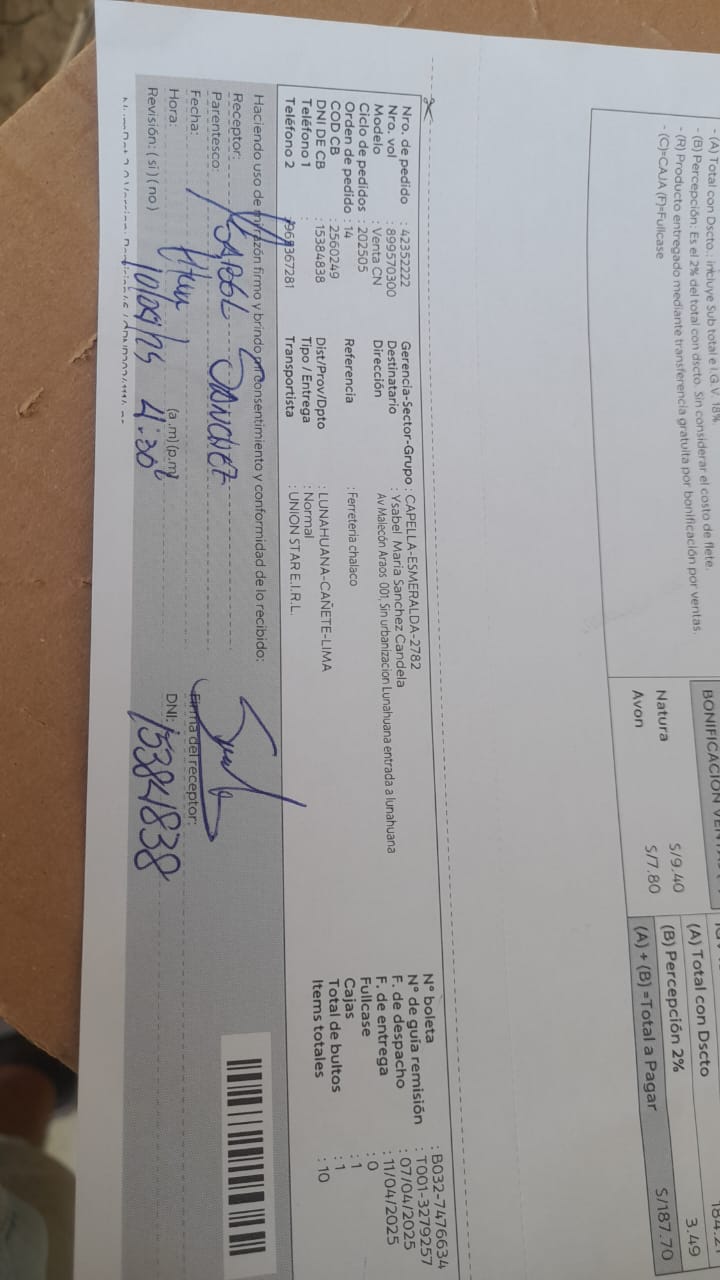 -(A) Total con Dscto.: incluye Sub total e I.G.V. 18%
- (B) Percepción: Es el 2% del total con dscto. Sin considerar el costo de flete.
- (R) Producto entregado mediante transferencia gratuita por bonificación por ventas.
- (C)=CAJA (F)=Fullcase
Natura S/9.40
Avon S/7.80
(A) Total con Dscto
(B) Percepción 2% 3.49
(A) + (B) =Total a Pagar S/187.70
Nro. de pedido : 42352222
Nro. vol : 899570300
Modelo : Venta CN
Ciclo de pedidos : 202505
Orden de pedido : 14
COD CB : 2560249
DNI DE CB : 15384838
Teléfono 1
Teléfono 2 : 969367281
Gerencia-Sector-Grupo : CAPELLA-ESMERALDA-2782
Destinatario : Ysabel Maria Sanchez Candela
Dirección : Av Malecón Araos 001, Sin urbanizacion Lunahuana entrada a lunahuana
Referencia : Ferreteria chalaco
Dist/Prov/Dpto : LUNAHUANA-CAÑETE-LIMA
Tipo / Entrega : Normal
Transportista : UNION STAR E.I.R.L.
N° boleta : B032-7476634
N° de guía remisión : T001-3279257
F. de despacho : 07/04/2025
F. de entrega : 11/04/2025
Fullcase : 0
Cajas : 1
Total de bultos : 1
Items totales : 10
Haciendo uso de mi razón firmo y brindo mi consentimiento y conformidad de lo recibido:
Receptor: SANCHEZ
Parentesco:
Fecha:
Hora: (a.m)(p.m) 4:30
Revisión: ( si ) ( no )
Firma del receptor:
DNI: 15384838